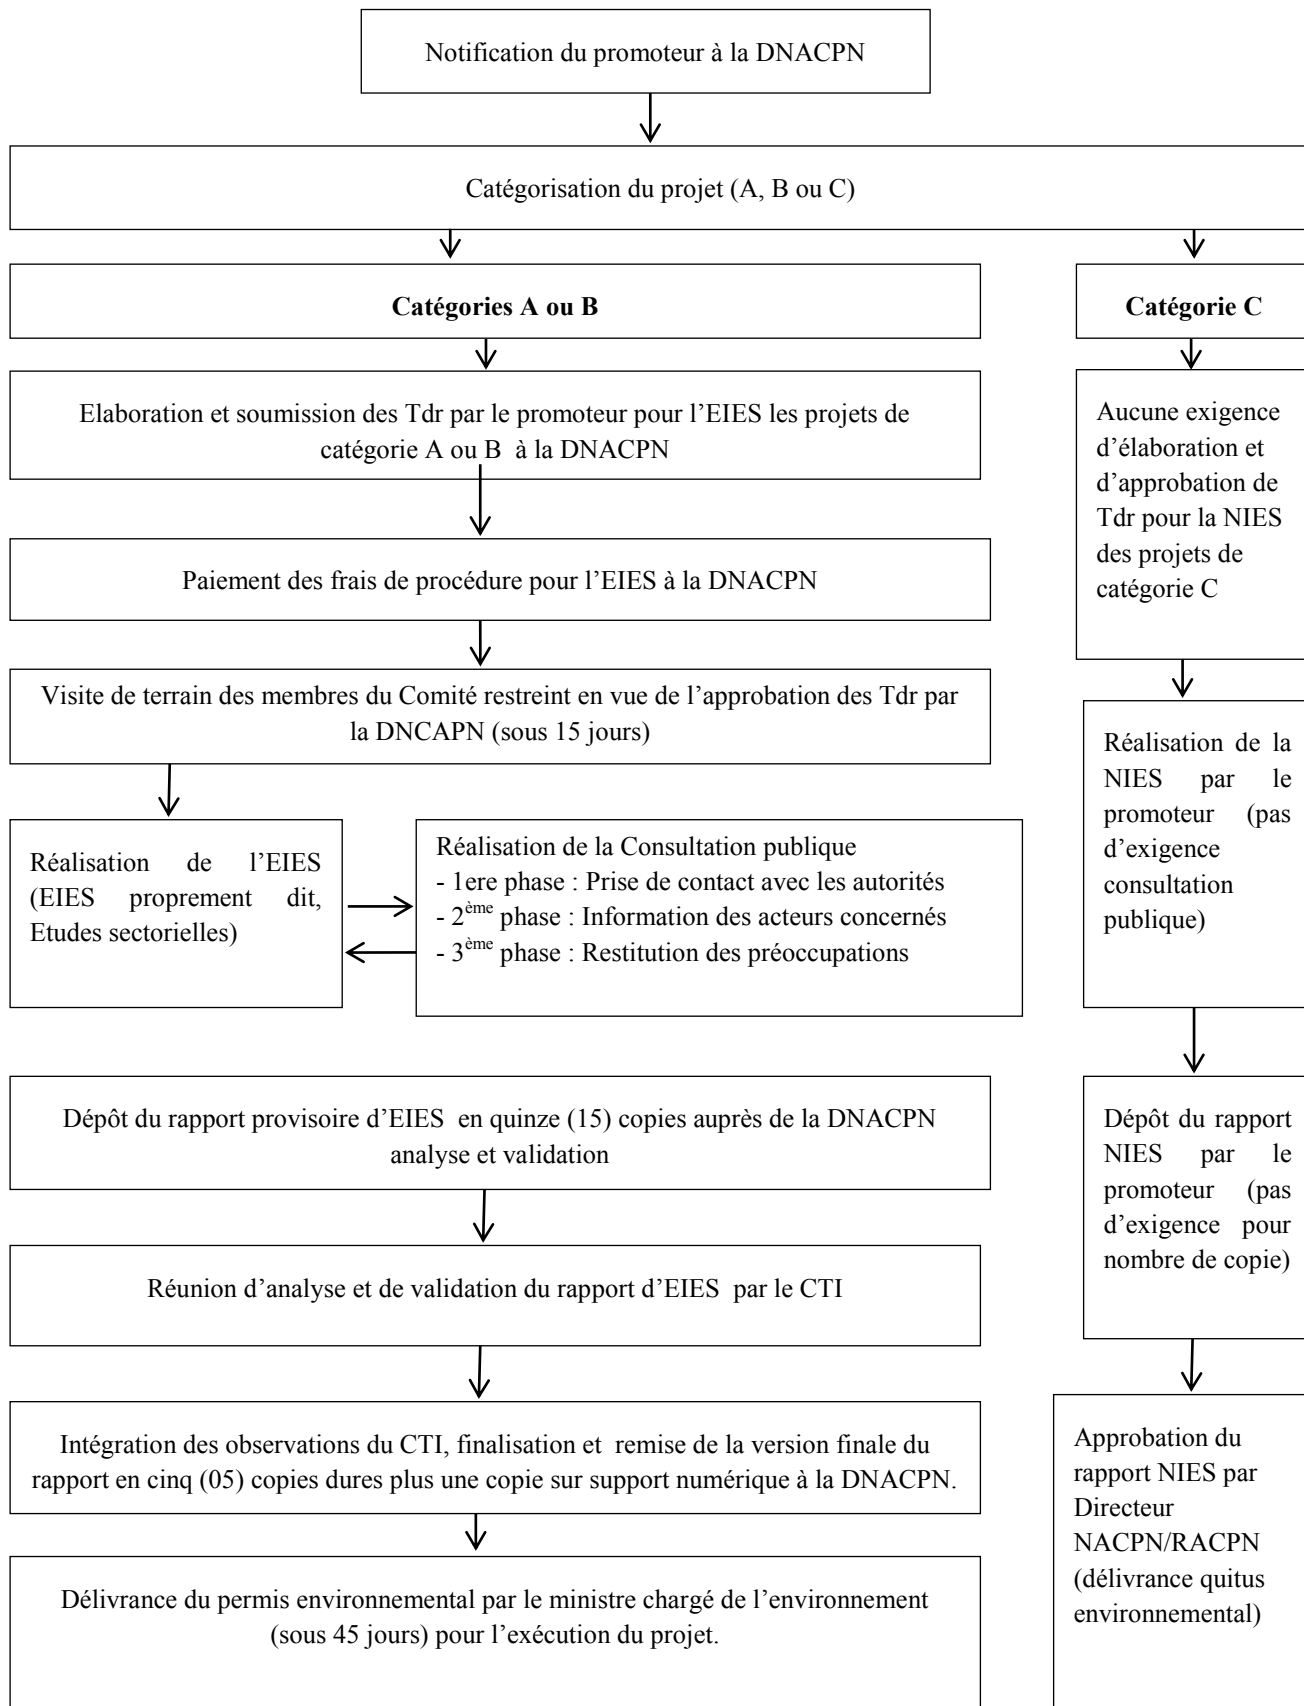 Notification du promoteur à la DNACPN
Catégorisation du projet (A, B ou C)
Catégories A ou B
Elaboration et soumission des Tdr par le promoteur pour l’EIES les projets de
catégorie A ou B à la DNACPN
Paiement des frais de procédure pour l’EIES à la DNACPN
Visite de terrain des membres du Comité restreint en vue de l’approbation des Tdr par
la DNCAPN (sous 15 jours)
Réalisation de l’EIES
(EIES proprement dit,
Etudes sectorielles)
Réalisation de la Consultation publique
- 1ere phase : Prise de contact avec les autorités
- 2ème phase : Information des acteurs concernés
- 3ème phase : Restitution des préoccupations
Dépôt du rapport provisoire d’EIES en quinze (15) copies auprès de la DNACPN
analyse et validation
Réunion d’analyse et de validation du rapport d’EIES par le CTI
Intégration des observations du CTI, finalisation et remise de la version finale du
rapport en cinq (05) copies dures plus une copie sur support numérique à la DNACPN.
Délivrance du permis environnemental par le ministre chargé de l’environnement
(sous 45 jours) pour l’exécution du projet.
Catégorie C
Aucune exigence
d’élaboration et
d’approbation de
Tdr pour la NIES
des projets de
catégorie C
Réalisation de la
NIES par le
promoteur (pas
d’exigence
consultation
publique)
Dépôt du rapport
NIES par le
promoteur (pas
d’exigence pour
nombre de copie)
Approbation du
rapport NIES par
Directeur
NACPN/RACPN
(délivrance quitus
environnemental)